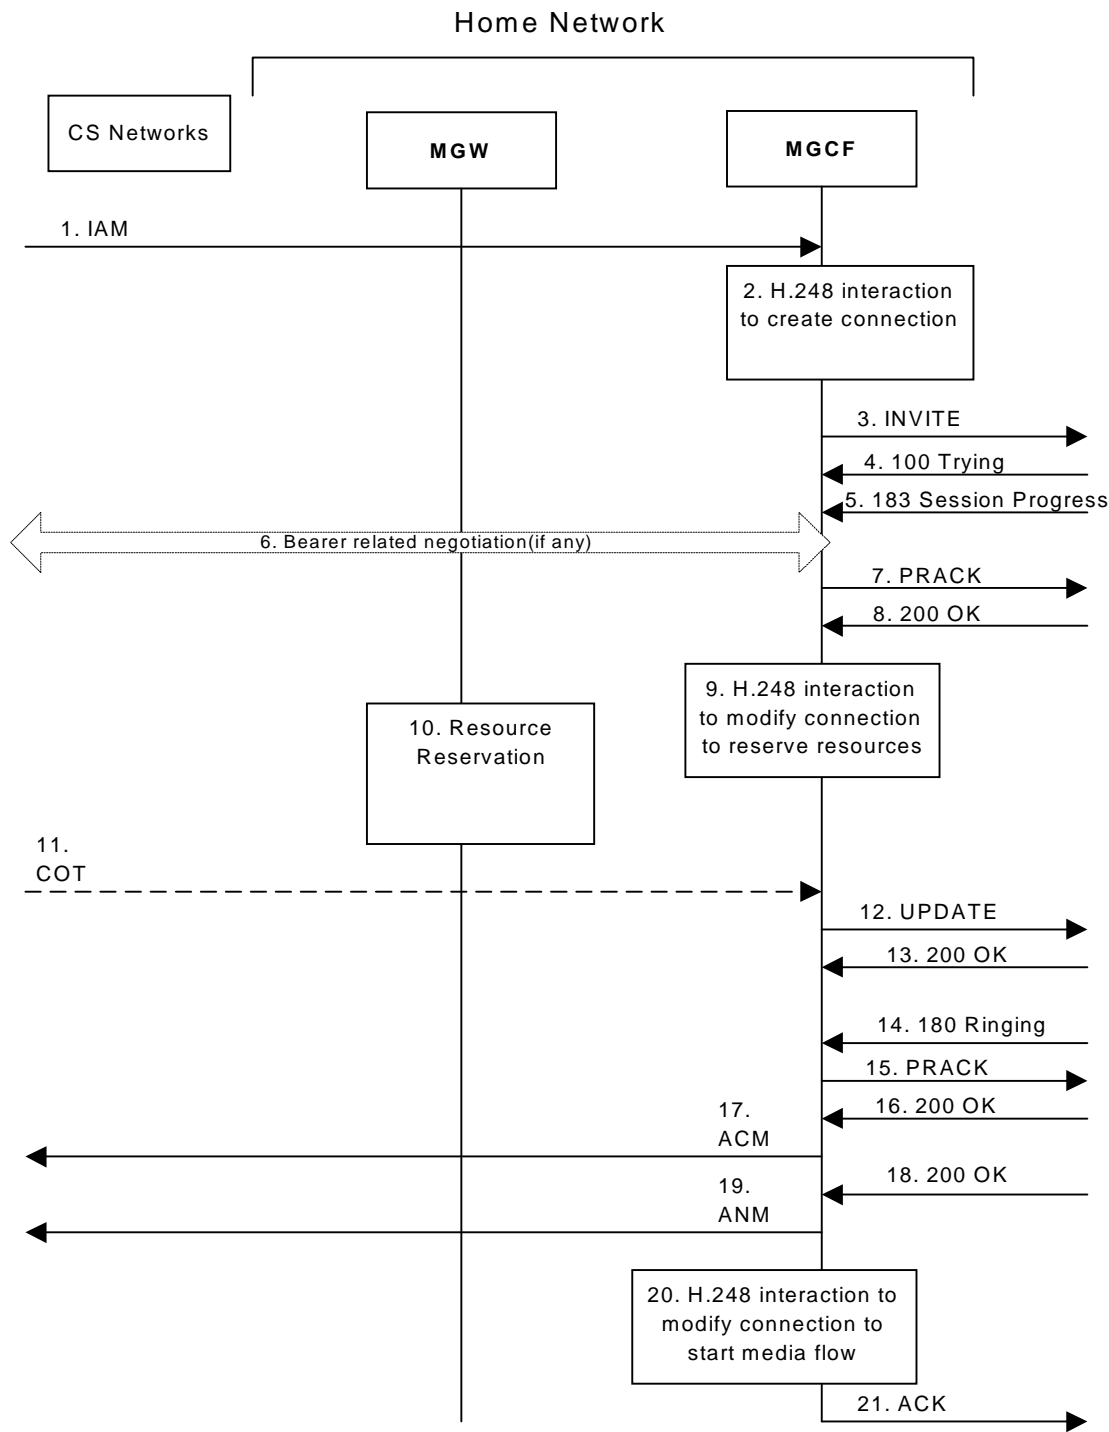 Home Network
CS Networks
MGW
MGCF
1. IAM
2. H.248 interaction
to create connection
3. INVITE
4. 100 Trying
5. 183 Session Progress
6. Bearer related negotiation(if any)
7. PRACK
8. 200 OK
9. H.248 interaction
to modify connection
to reserve resources
10. Resource
Reservation
11.
COT
12. UPDATE
13. 200 OK
14. 180 Ringing
15. PRACK
16. 200 OK
17.
ACM
18. 200 OK
19.
ANM
20. H.248 interaction to
modify connection to
start media flow
21. ACK